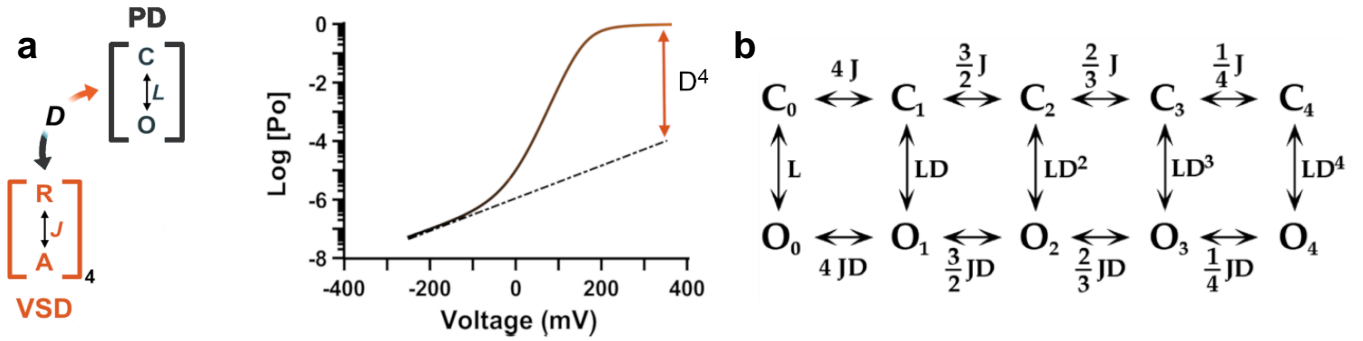 a
PD
C
L
O
D
R
J
A
4
VSD
Log [Po]
0
-2
-4
-6
-8
-400
-200
0
200
400
Voltage (mV)
D⁴
b
4 J
3/2 J
2/3 J
1/4 J
C₀
C₁
C₂
C₃
C₄
L
LD
LD²
LD³
LD⁴
O₀
O₁
O₂
O₃
O₄
4 JD
3/2 JD
2/3 JD
1/4 JD